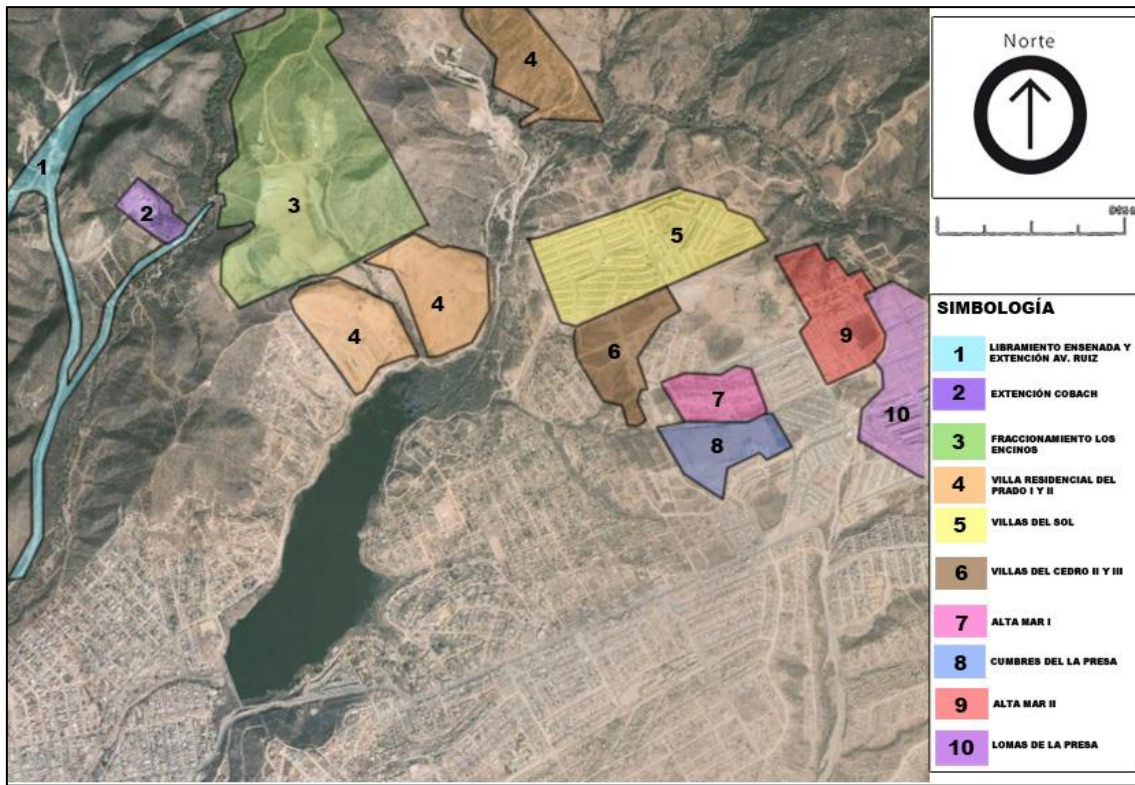 4
Norte
1
2
3
5
4
4
9
6
10
7
8
SIMBOLOGÍA
1
LIBRAMIENTO ENSENADA Y
EXTENCIÓN AV. RUIZ
2
EXTENCIÓN COBACH
3
FRACCIONAMIENTO LOS
ENCINOS
4
VILLA RESIDENCIAL DEL
PRADO I Y II
5
VILLAS DEL SOL
6
VILLAS DEL CEDRO II Y III
7
ALTA MAR I
8
CUMBRES DEL LA PRESA
9
ALTA MAR II
10
LOMAS DE LA PRESA